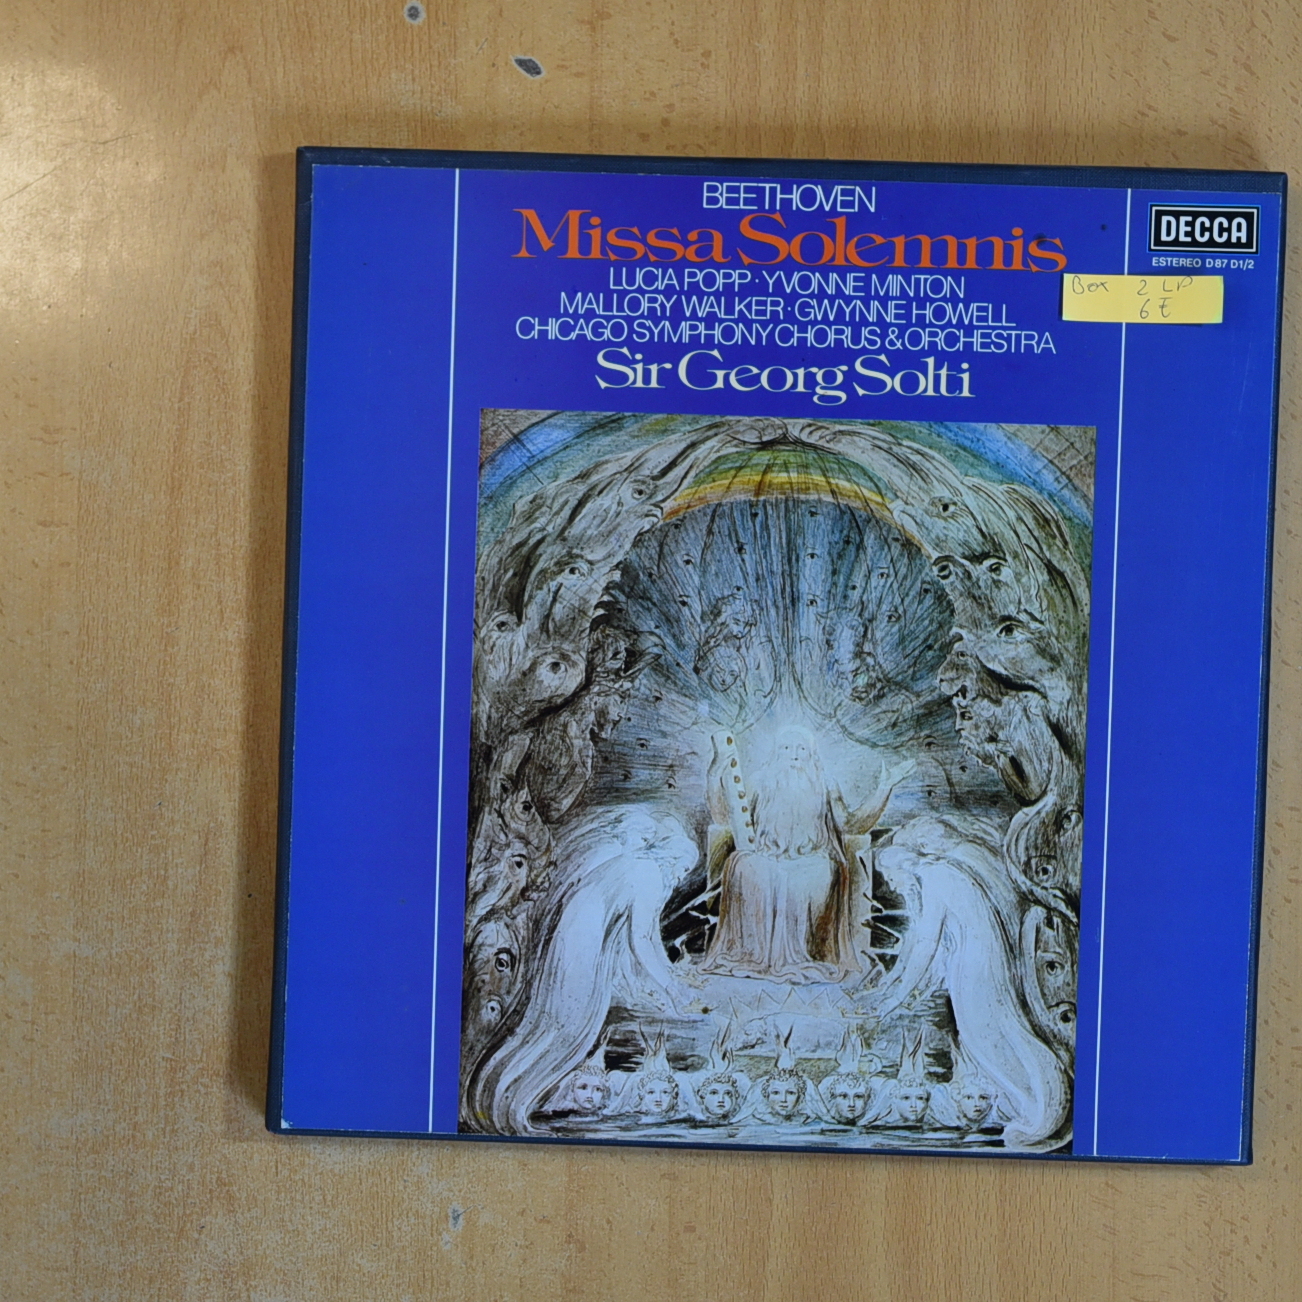 BEETHOVEN
Missa Solemnis
LUCIA POPP · YVONNE MINTON
MALLORY WALKER · GWYNNE HOWELL
CHICAGO SYMPHONY CHORUS & ORCHESTRA
Sir Georg Solti
DECCA
ESTEREO D87 D1/2
Box 2 LP
6 €